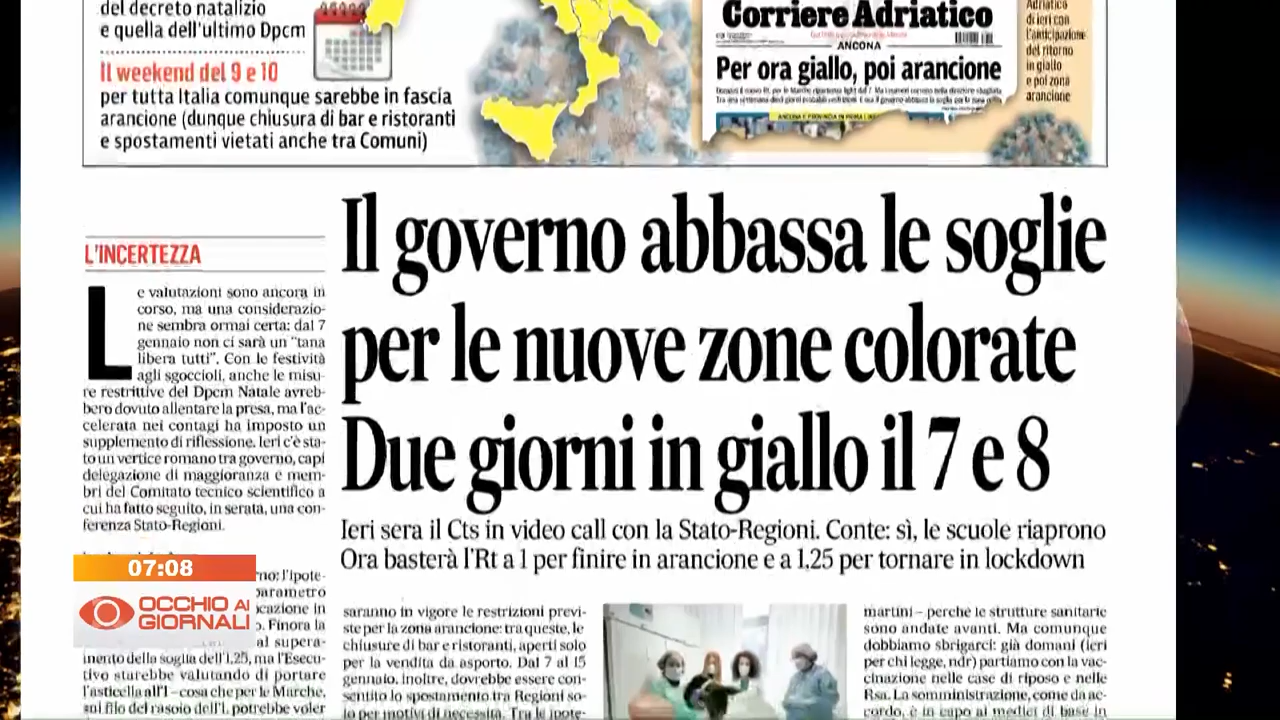 del decreto natalizio
e quella dell'ultimo Dpcm
Il weekend del 9 e 10
per tutta Italia comunque sarebbe in fascia
arancione (dunque chiusura di bar e ristoranti
e spostamenti vietati anche tra Comuni)
Corriere Adriatico
ANCONA
Per ora giallo, poi arancione
Adriatico
di ieri con
l'anticipazione
del ritorno
in giallo
e poi zona
arancione
Il governo abbassa le soglie
per le nuove zone colorate
Due giorni in giallo il 7 e 8
Ieri sera il Cts in video call con la Stato-Regioni. Conte: sì, le scuole riaprono
Ora basterà l'Rt a 1 per finire in arancione e a 1,25 per tornare in lockdown
L'INCERTEZZA
Le valutazioni sono ancora in
corso, ma una considerazio-
ne sembra ormai certa: dal 7
gennaio non ci sarà un "tana
libera tutti". Con le festività
agli sgoccioli, anche le misu-
re restrittive del Dpcm Natale avreb-
bero dovuto allentare la presa, ma l'ac-
celerata nei contagi ha imposto un
supplemento di riflessione. Ieri c'è sta-
to un vertice romano tra governo, capi
delegazione di maggioranza e mem-
bri del Comitato tecnico scientifico a
cui ha fatto seguito, in serata, una con-
ferenza Stato-Regioni.
rno: l'ipote-
parametro
cazione in
o. Finora la
al supera-
mento della soglia dell'1,25, ma l'Esecu-
tivo starebbe valutando di portare
l'asticella all'1 – cosa che per le Marche,
sul filo del rasoio dell'1, potrebbe voler
saranno in vigore le restrizioni previ-
ste per la zona arancione: tra queste, le
chiusure di bar e ristoranti, aperti solo
per la vendita da asporto. Dal 7 al 15
gennaio, inoltre, dovrebbe essere con-
sentito lo spostamento tra Regioni so-
lo per motivi di necessità. Tra le ipote-
martini – perché le strutture sanitarie
sono andate avanti. Ma comunque
dobbiamo sbrigarci: già domani (ieri
per chi legge, ndr) partiamo con la vac-
cinazione nelle case di riposo e nelle
Rsa. La somministrazione, come da ac-
cordo, è in capo ai medici di base in
07:08
OCCHIO AI
GIORNALI